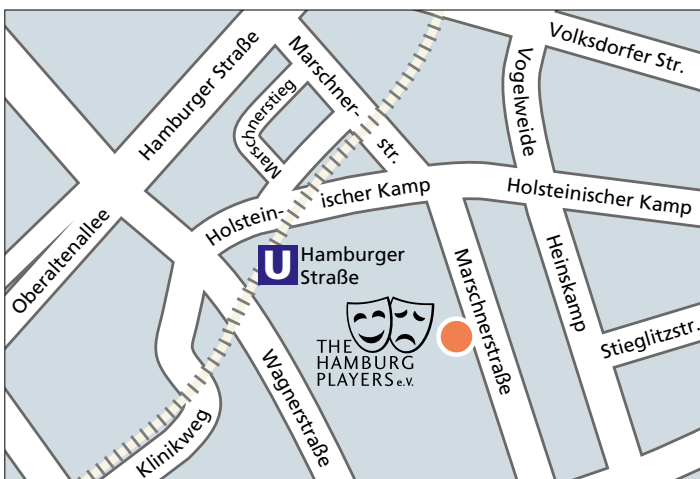 Volksdorfer Str.
Hamburger Straße
Marschner-
str.
Marschnerstieg
Vogelweide
Holstein-
ischer Kamp
Holsteinischer Kamp
Oberaltenallee
U
Hamburger
Straße
Marschnerstraße
Heinskamp
Stieglitzstr.
THE
HAMBURG
PLAYERS e.V.
Wagnerstraße
Klinikweg